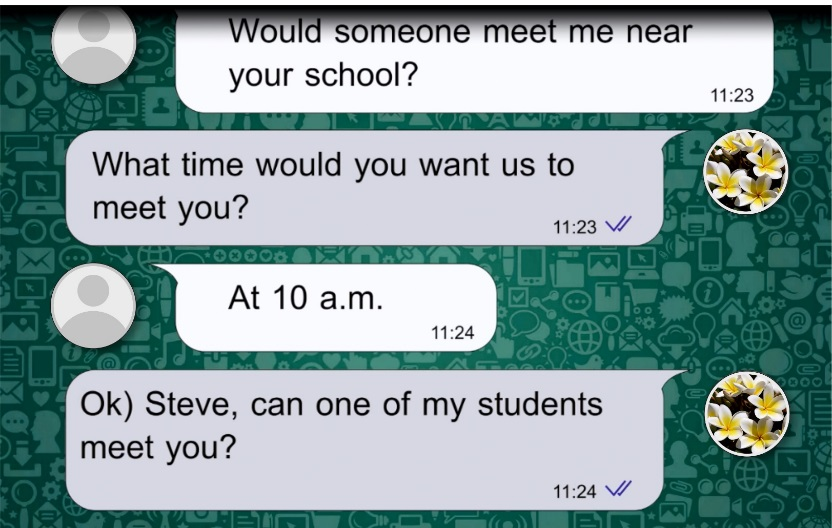 Would someone meet me near
your school?
11:23
What time would you want us to
meet you?
11:23
At 10 a.m.
11:24
Ok) Steve, can one of my students
meet you?
11:24